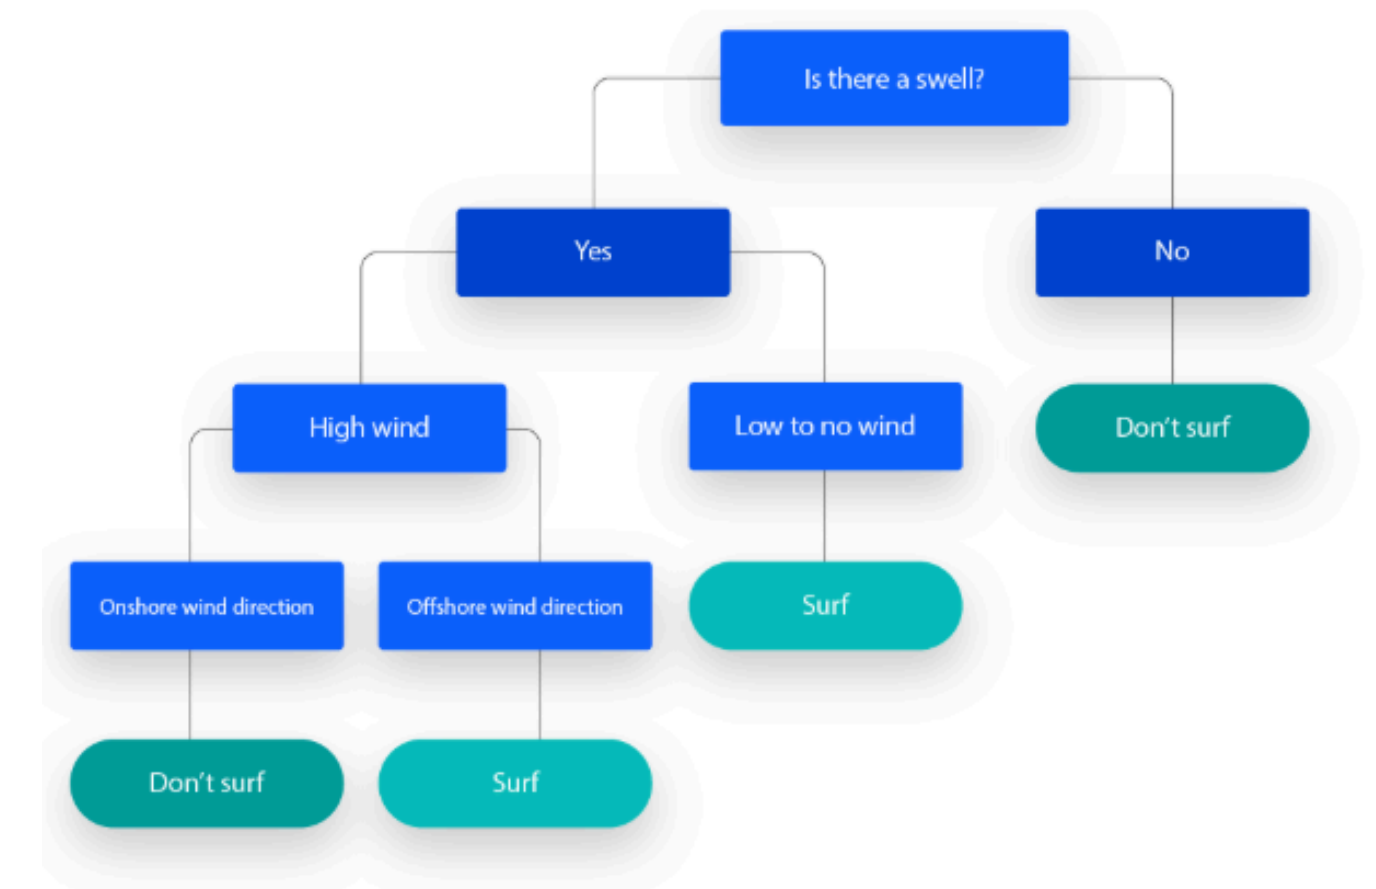 Is there a swell?
Yes
No
High wind
Low to no wind
Don’t surf
Onshore wind direction
Offshore wind direction
Surf
Don’t surf
Surf